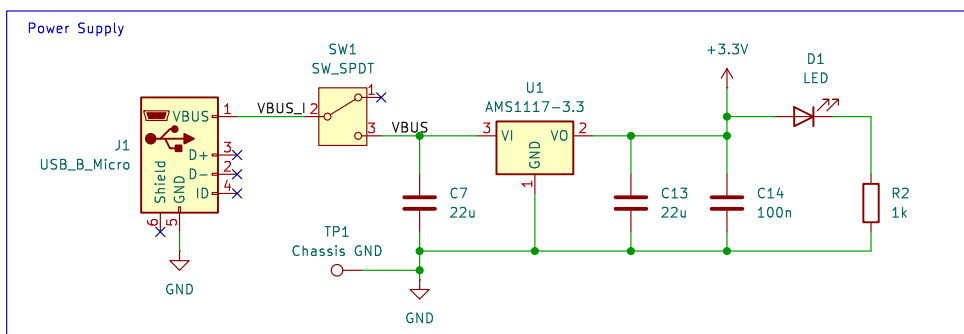 Power Supply
SW1
SW_SPDT
+3.3V
D1
LED
U1
AMS1117-3.3
J1
USB_B_Micro
VBUS
D+
D-
ID
Shield
GND
1
3
2
4
6
5
VBUS_I
2
1
3
VBUS
3
VI
VO
2
GND
1
C7
22u
C13
22u
C14
100n
R2
1k
TP1
Chassis GND
GND
GND